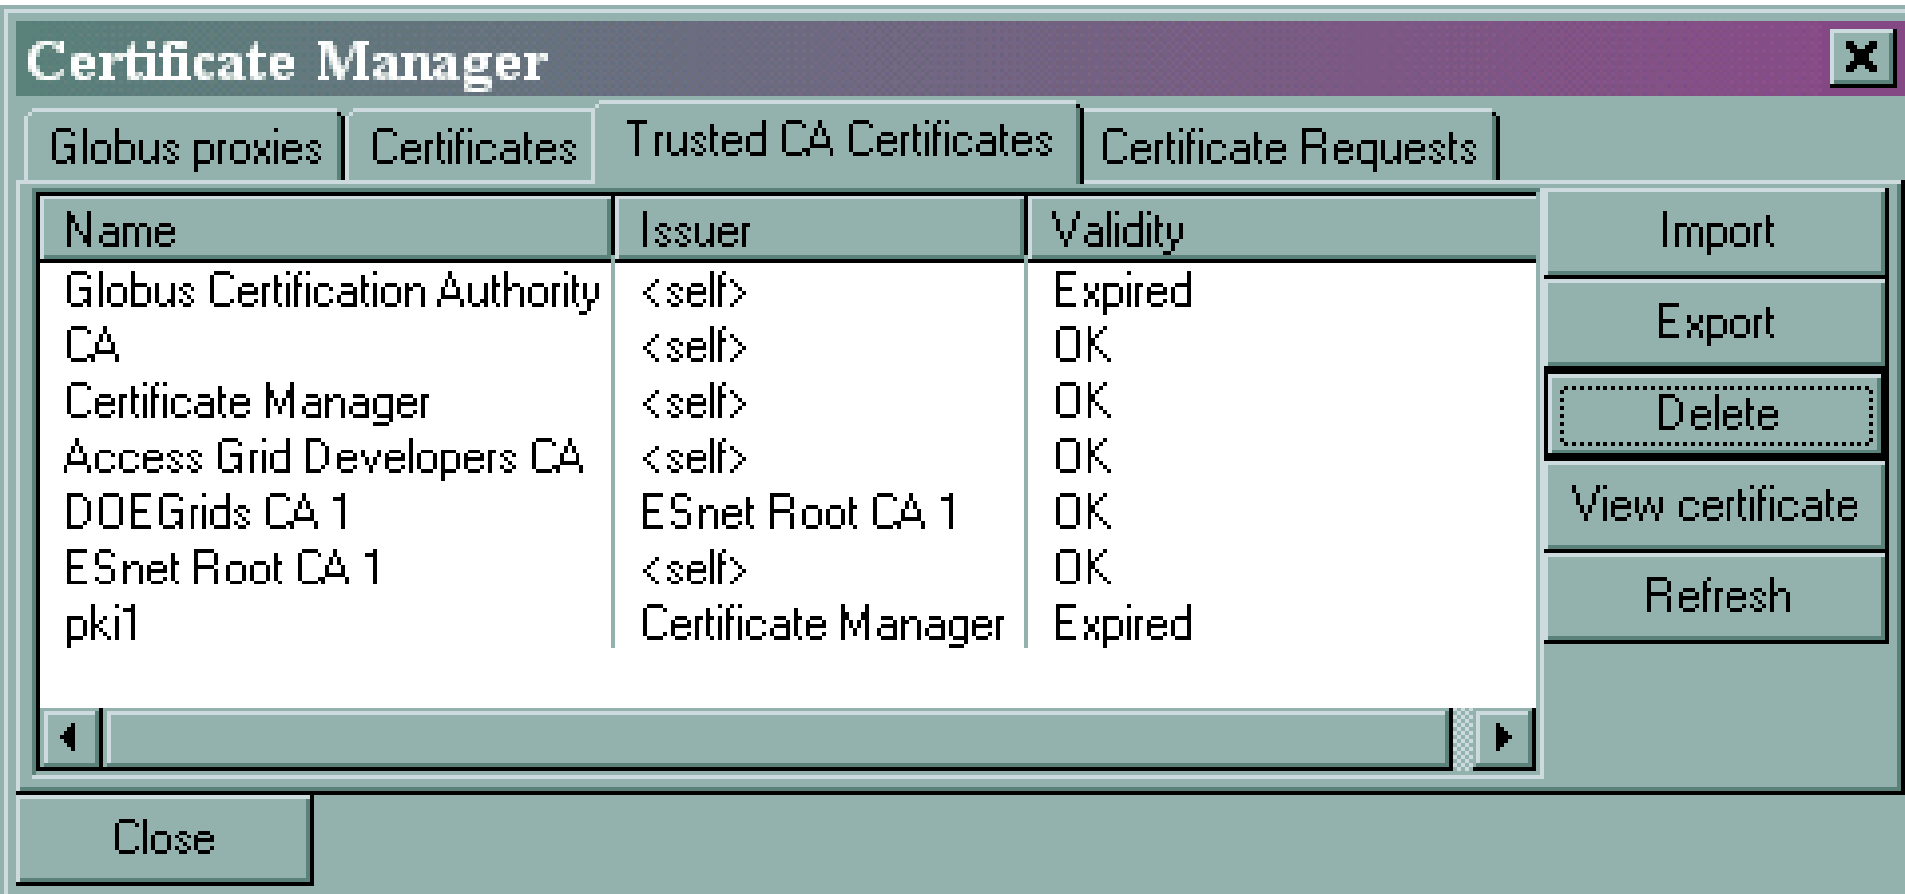 Certificate Manager
Globus proxies Certificates Trusted CA Certificates Certificate Requests
Name Issuer Validity
Globus Certification Authority <self> Expired
CA <self> OK
Certificate Manager <self> OK
Access Grid Developers CA <self> OK
DOEGrids CA 1 ESnet Root CA 1 OK
ESnet Root CA 1 <self> OK
pki1 Certificate Manager Expired
Import
Export
Delete
View certificate
Refresh
Close